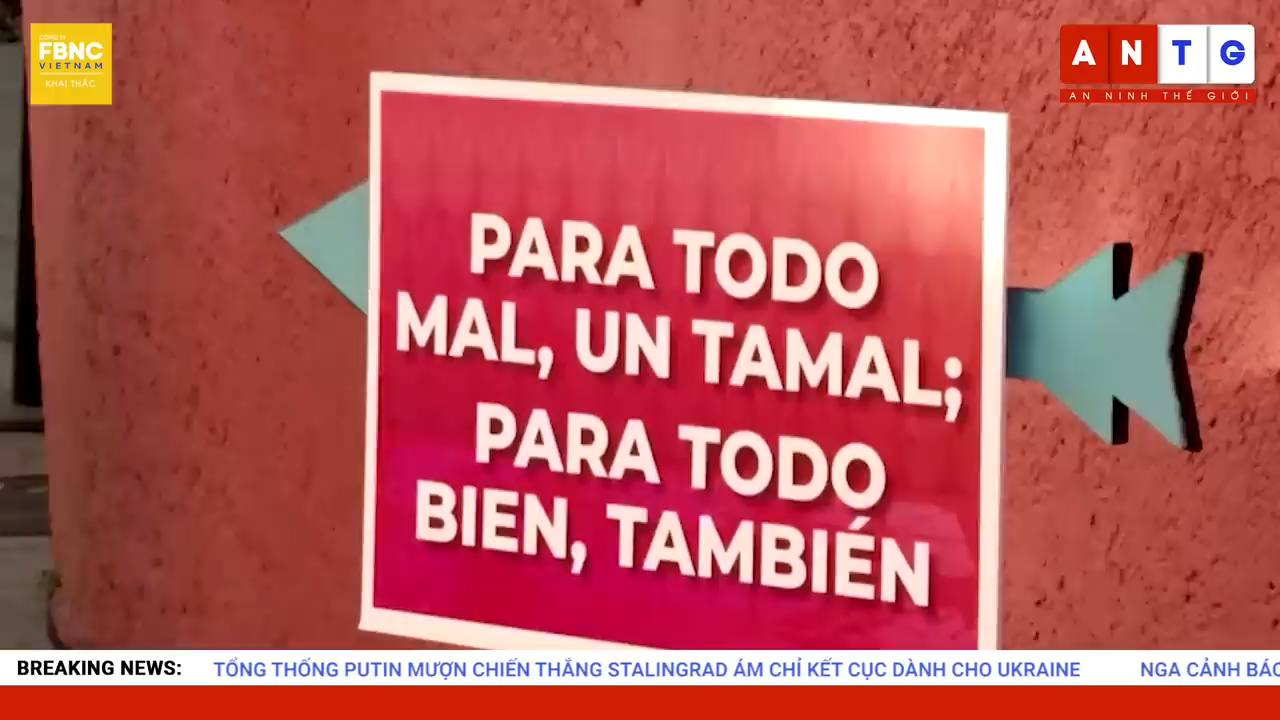 CÔNG TY
FBNC
VIETNAM
KHAI THÁC
ANTG
AN NINH THẾ GIỚI
PARA TODO
MAL, UN TAMAL;
PARA TODO
BIEN, TAMBIÉN
BREAKING NEWS: TỔNG THỐNG PUTIN MƯỢN CHIẾN THẮNG STALINGRAD ÁM CHỈ KẾT CỤC DÀNH CHO UKRAINE NGA CẢNH BÁO